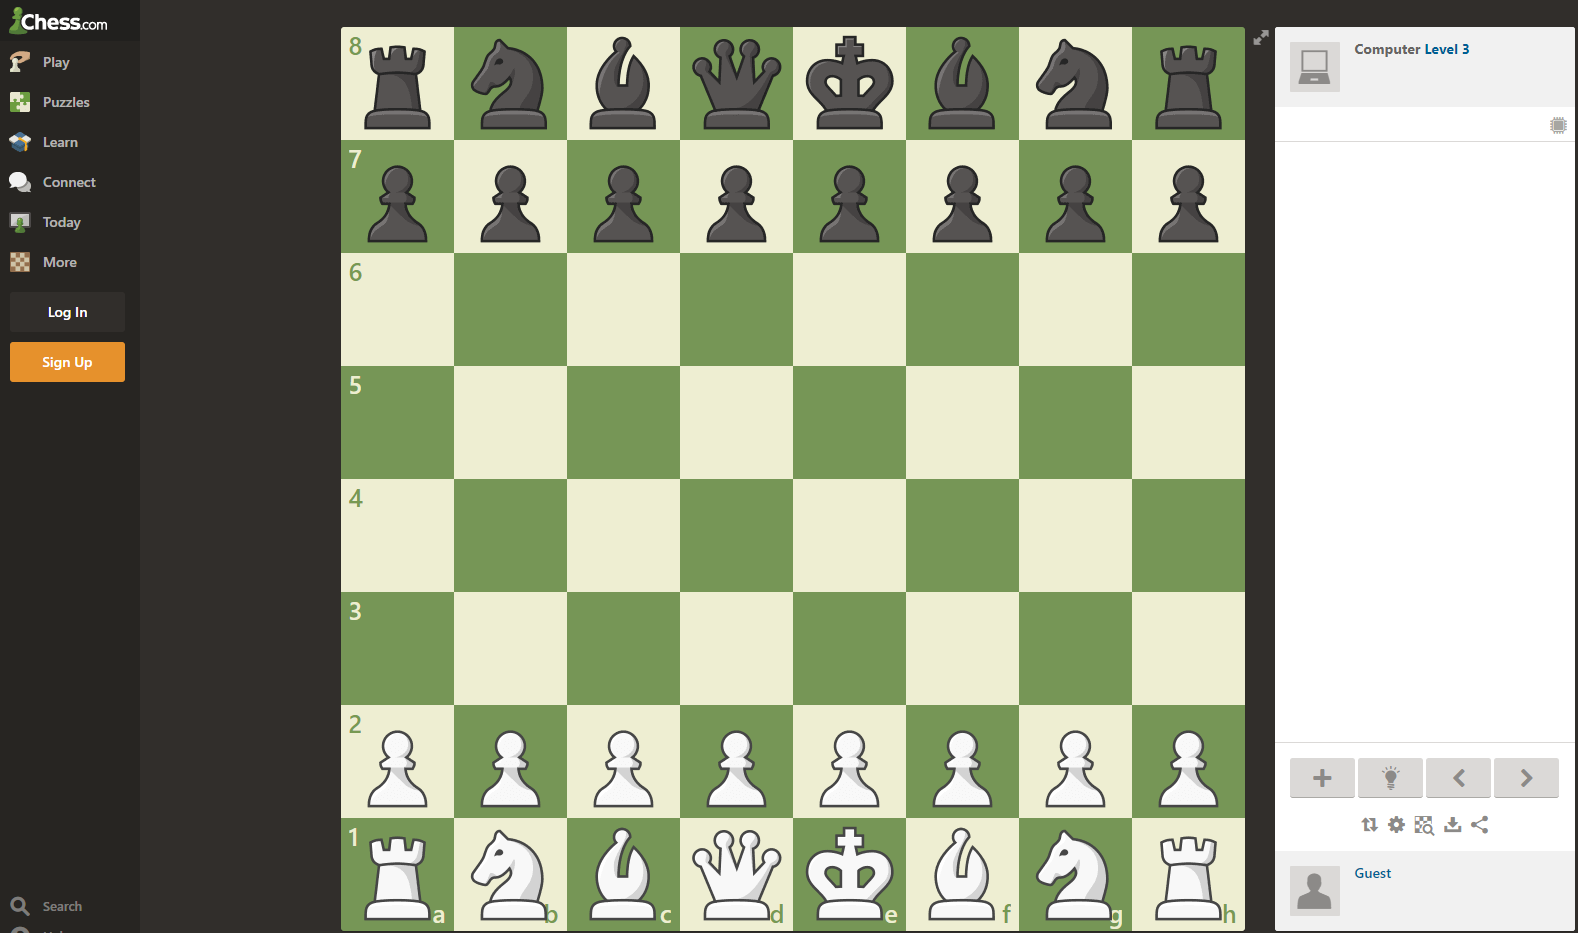 Chess.com
Play
Puzzles
Learn
Connect
Today
More
Log In
Sign Up
Search
8
7
6
5
4
3
2
1
a b c d e f g h
Computer Level 3
Guest